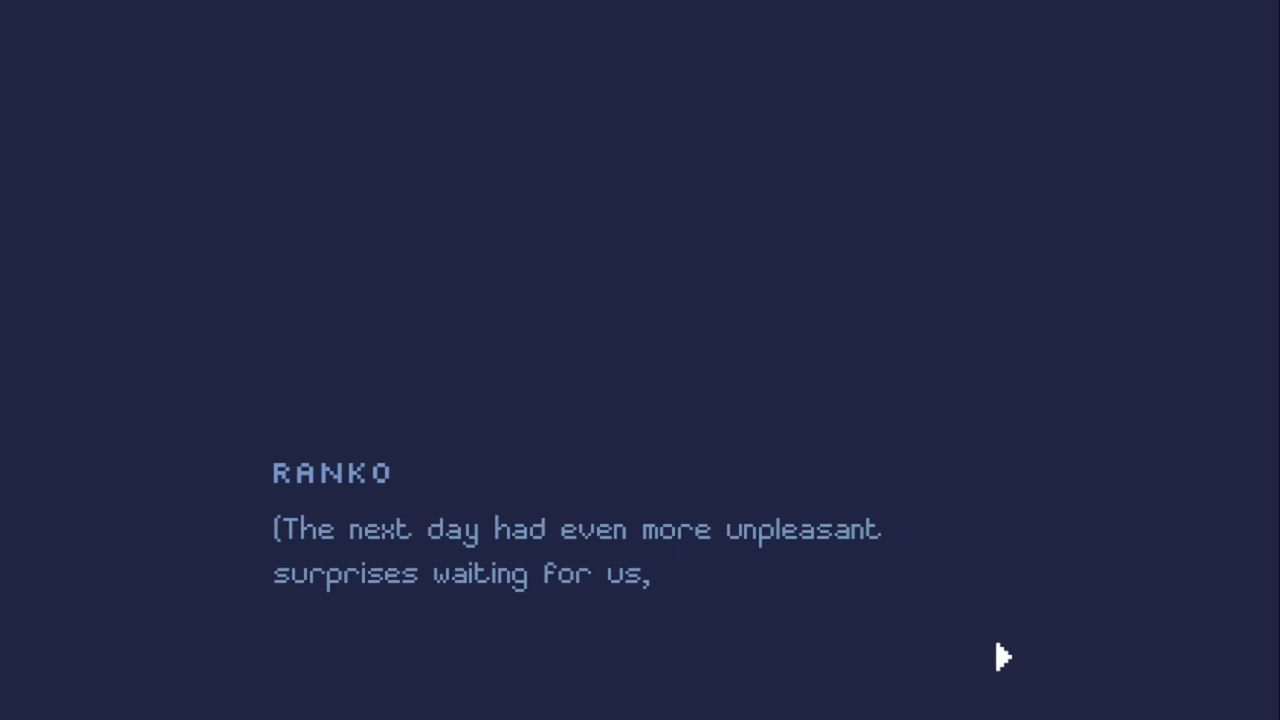 RANKO
(The next day had even more unpleasant
surprises waiting for us,